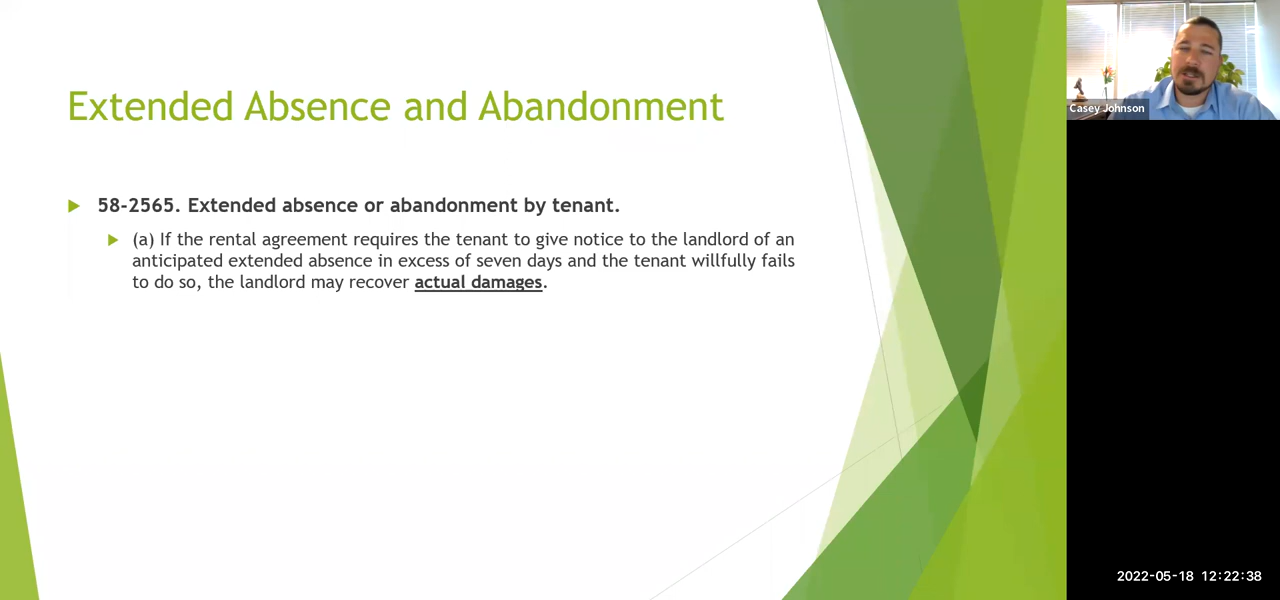 Extended Absence and Abandonment
58-2565. Extended absence or abandonment by tenant.
(a) If the rental agreement requires the tenant to give notice to the landlord of an
anticipated extended absence in excess of seven days and the tenant willfully fails
to do so, the landlord may recover actual damages.
Casey Johnson
2022-05-18 12:22:38